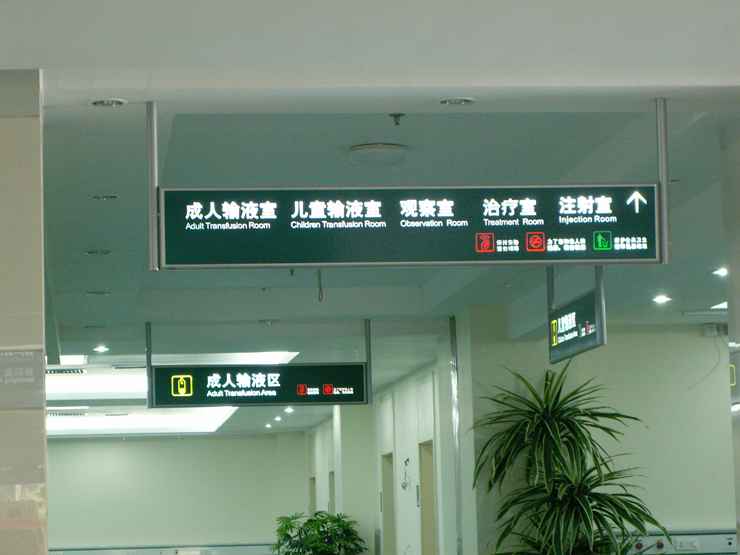 成人输液室 儿童输液室 观察室 治疗室 注射室
Adult Transfusion Room Children Transfusion Room Observation Room Treatment Room Injection Room
成人输液区
Adult Transfusion Area